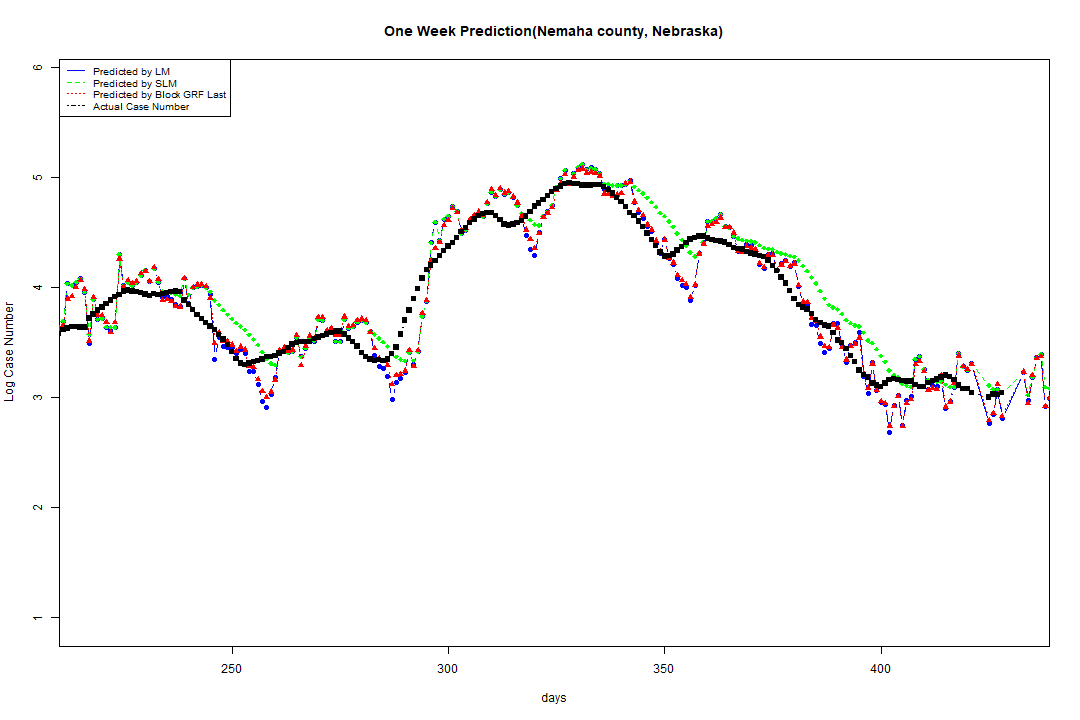 One Week Prediction(Nemaha county, Nebraska)
Predicted by LM
Predicted by SLM
Predicted by Block GRF Last
Actual Case Number
Log Case Number
6
5
4
3
2
1
250
300
350
400
days